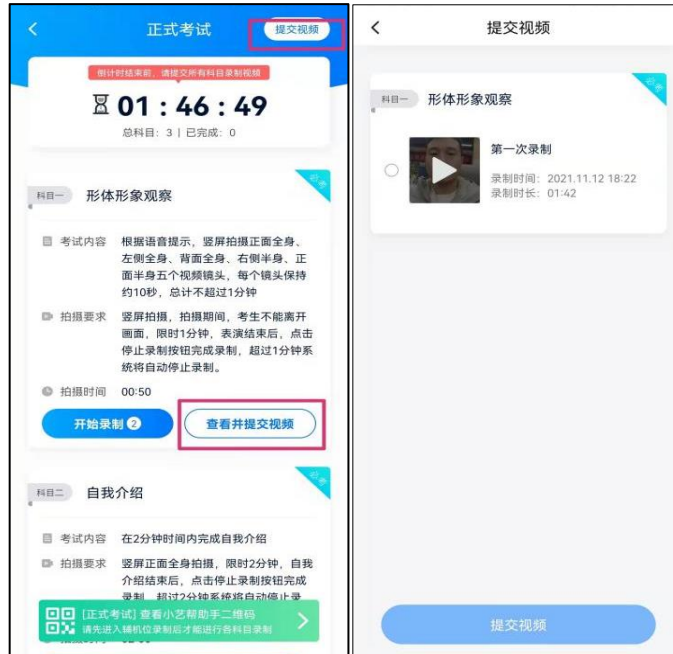 正式考试
提交视频
倒计时结束前，请提交所有科目录制视频
01 : 46 : 49
总科目：3 | 已完成：0
必考
科目一 形体形象观察
考试内容 根据语音提示，竖屏拍摄正面全身、
左侧全身、背面全身、右侧半身、正
面半身五个视频镜头，每个镜头保持
约10秒，总计不超过1分钟
拍摄要求 竖屏拍摄，拍摄期间，考生不能离开
画面，限时1分钟，表演结束后，点击
停止录制按钮完成录制，超过1分钟系
统将自动停止录制。
拍摄时间 00:50
开始录制 2
查看并提交视频
必考
科目二 自我介绍
考试内容 在2分钟时间内完成自我介绍
拍摄要求 竖屏正面全身拍摄，限时2分钟，自我
介绍结束后，点击停止录制按钮完成
录制，超过2分钟系统将自动停止录
[正式考试] 查看小艺帮助手二维码
请先进入辅机位录制后才能进行各科目录制
提交视频
必考
科目一 形体形象观察
第一次录制
录制时间：2021.11.12 18:22
录制时长：01:42
提交视频